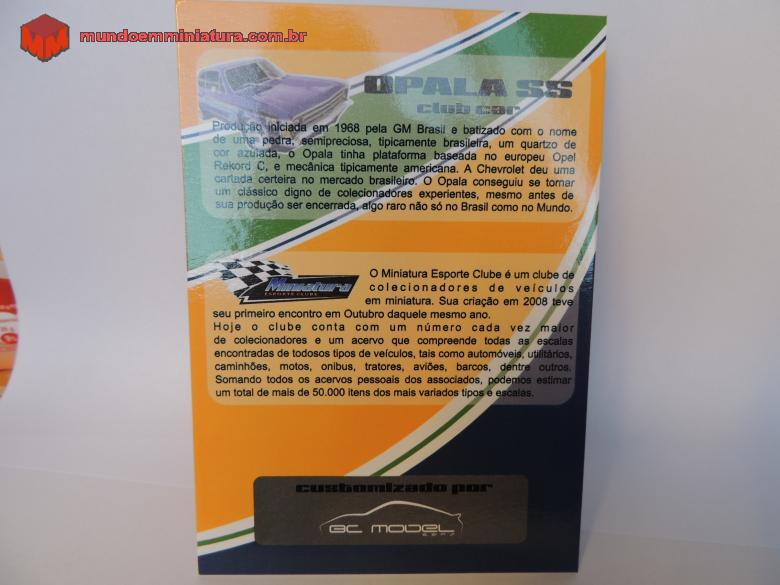 MM mundoemminiatura.com.br
OPALA SS
club car
Produção iniciada em 1968 pela GM Brasil e batizado com o nome
de uma pedra, semipreciosa, tipicamente brasileira, um quartzo de
cor azulada, o Opala tinha plataforma baseada no europeu Opel
Rekord C, e mecânica tipicamente americana. A Chevrolet deu uma
cartada certeira no mercado brasileiro. O Opala conseguiu se tornar
um clássico digno de colecionadores experientes, mesmo antes de
sua produção ser encerrada, algo raro não só no Brasil como no Mundo.
Miniatura
ESPORTE CLUBE
O Miniatura Esporte Clube é um clube de
colecionadores de veículos
em miniatura. Sua criação em 2008 teve
seu primeiro encontro em Outubro daquele mesmo ano.
Hoje o clube conta com um número cada vez maior
de colecionadores e um acervo que compreende todas as escalas
encontradas de todosos tipos de veículos, tais como automóveis, utilitários,
caminhões, motos, onibus, tratores, aviões, barcos, dentre outros.
Somando todos os acervos pessoais dos associados, podemos estimar
um total de mais de 50.000 itens dos mais variados tipos e escalas.
customizado por
BC MODEL
CARS